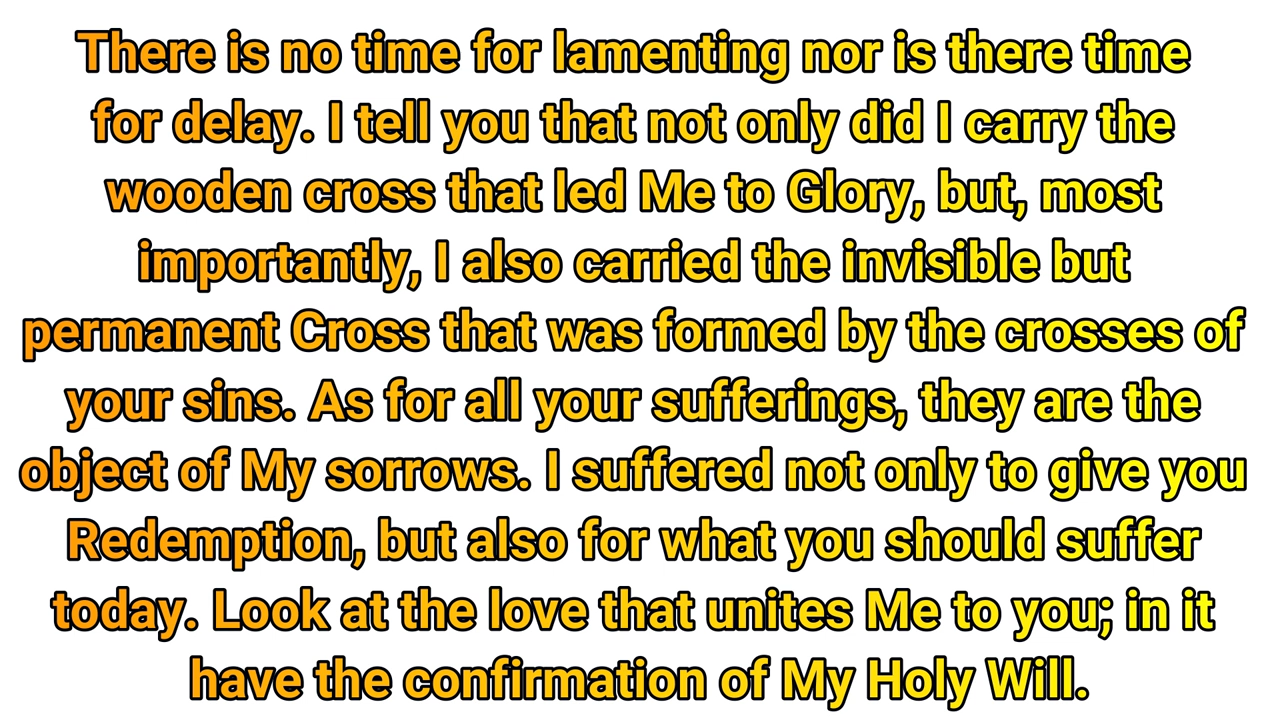 There is no time for lamenting nor is there time
for delay. I tell you that not only did I carry the
wooden cross that led Me to Glory, but, most
importantly, I also carried the invisible but
permanent Cross that was formed by the crosses of
your sins. As for all your sufferings, they are the
object of My sorrows. I suffered not only to give you
Redemption, but also for what you should suffer
today. Look at the love that unites Me to you; in it
have the confirmation of My Holy Will.